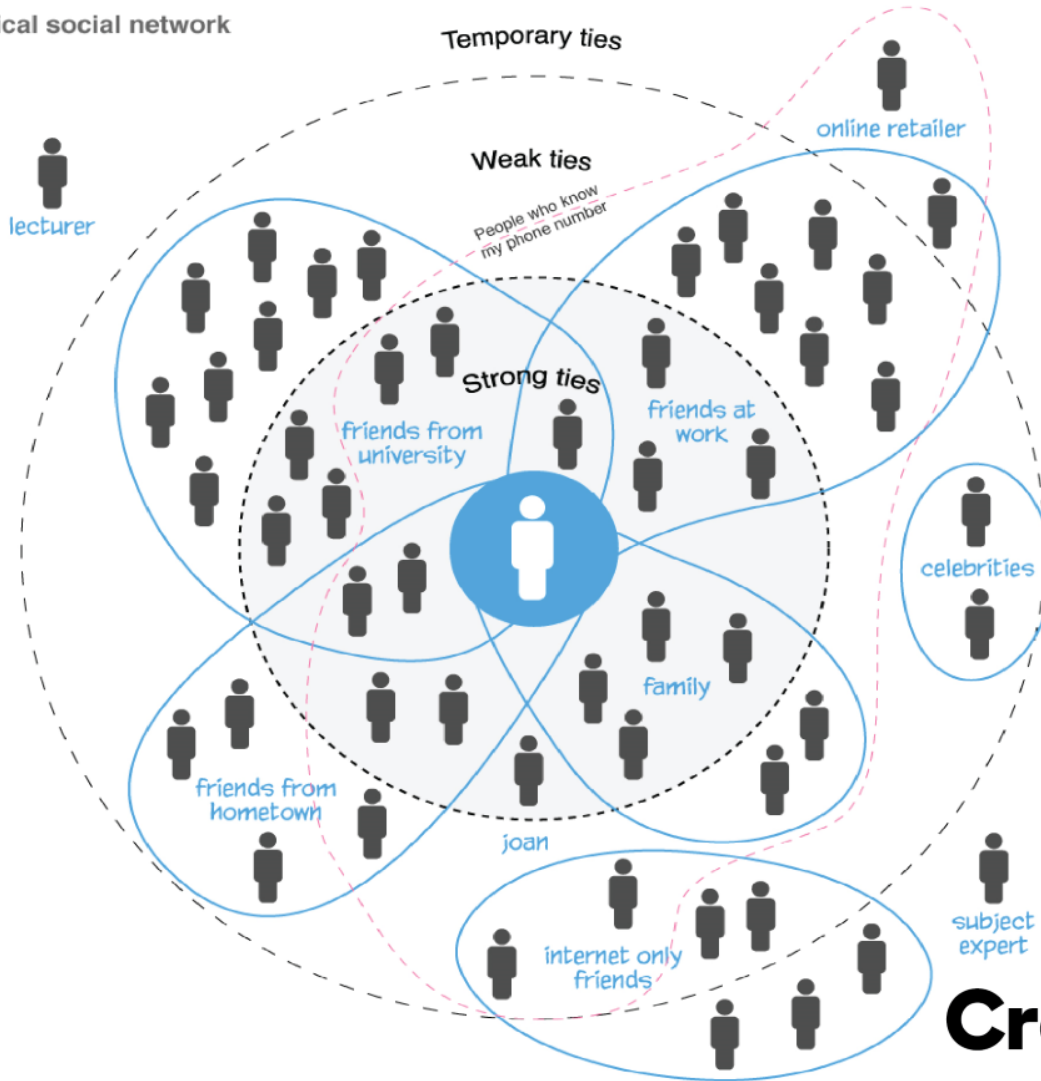 ical social network
Temporary ties
online retailer
Weak ties
People who know
my phone number
lecturer
Strong ties
friends from
university
friends at
work
celebrities
family
friends from
hometown
joan
subject
expert
internet only
friends
Cr